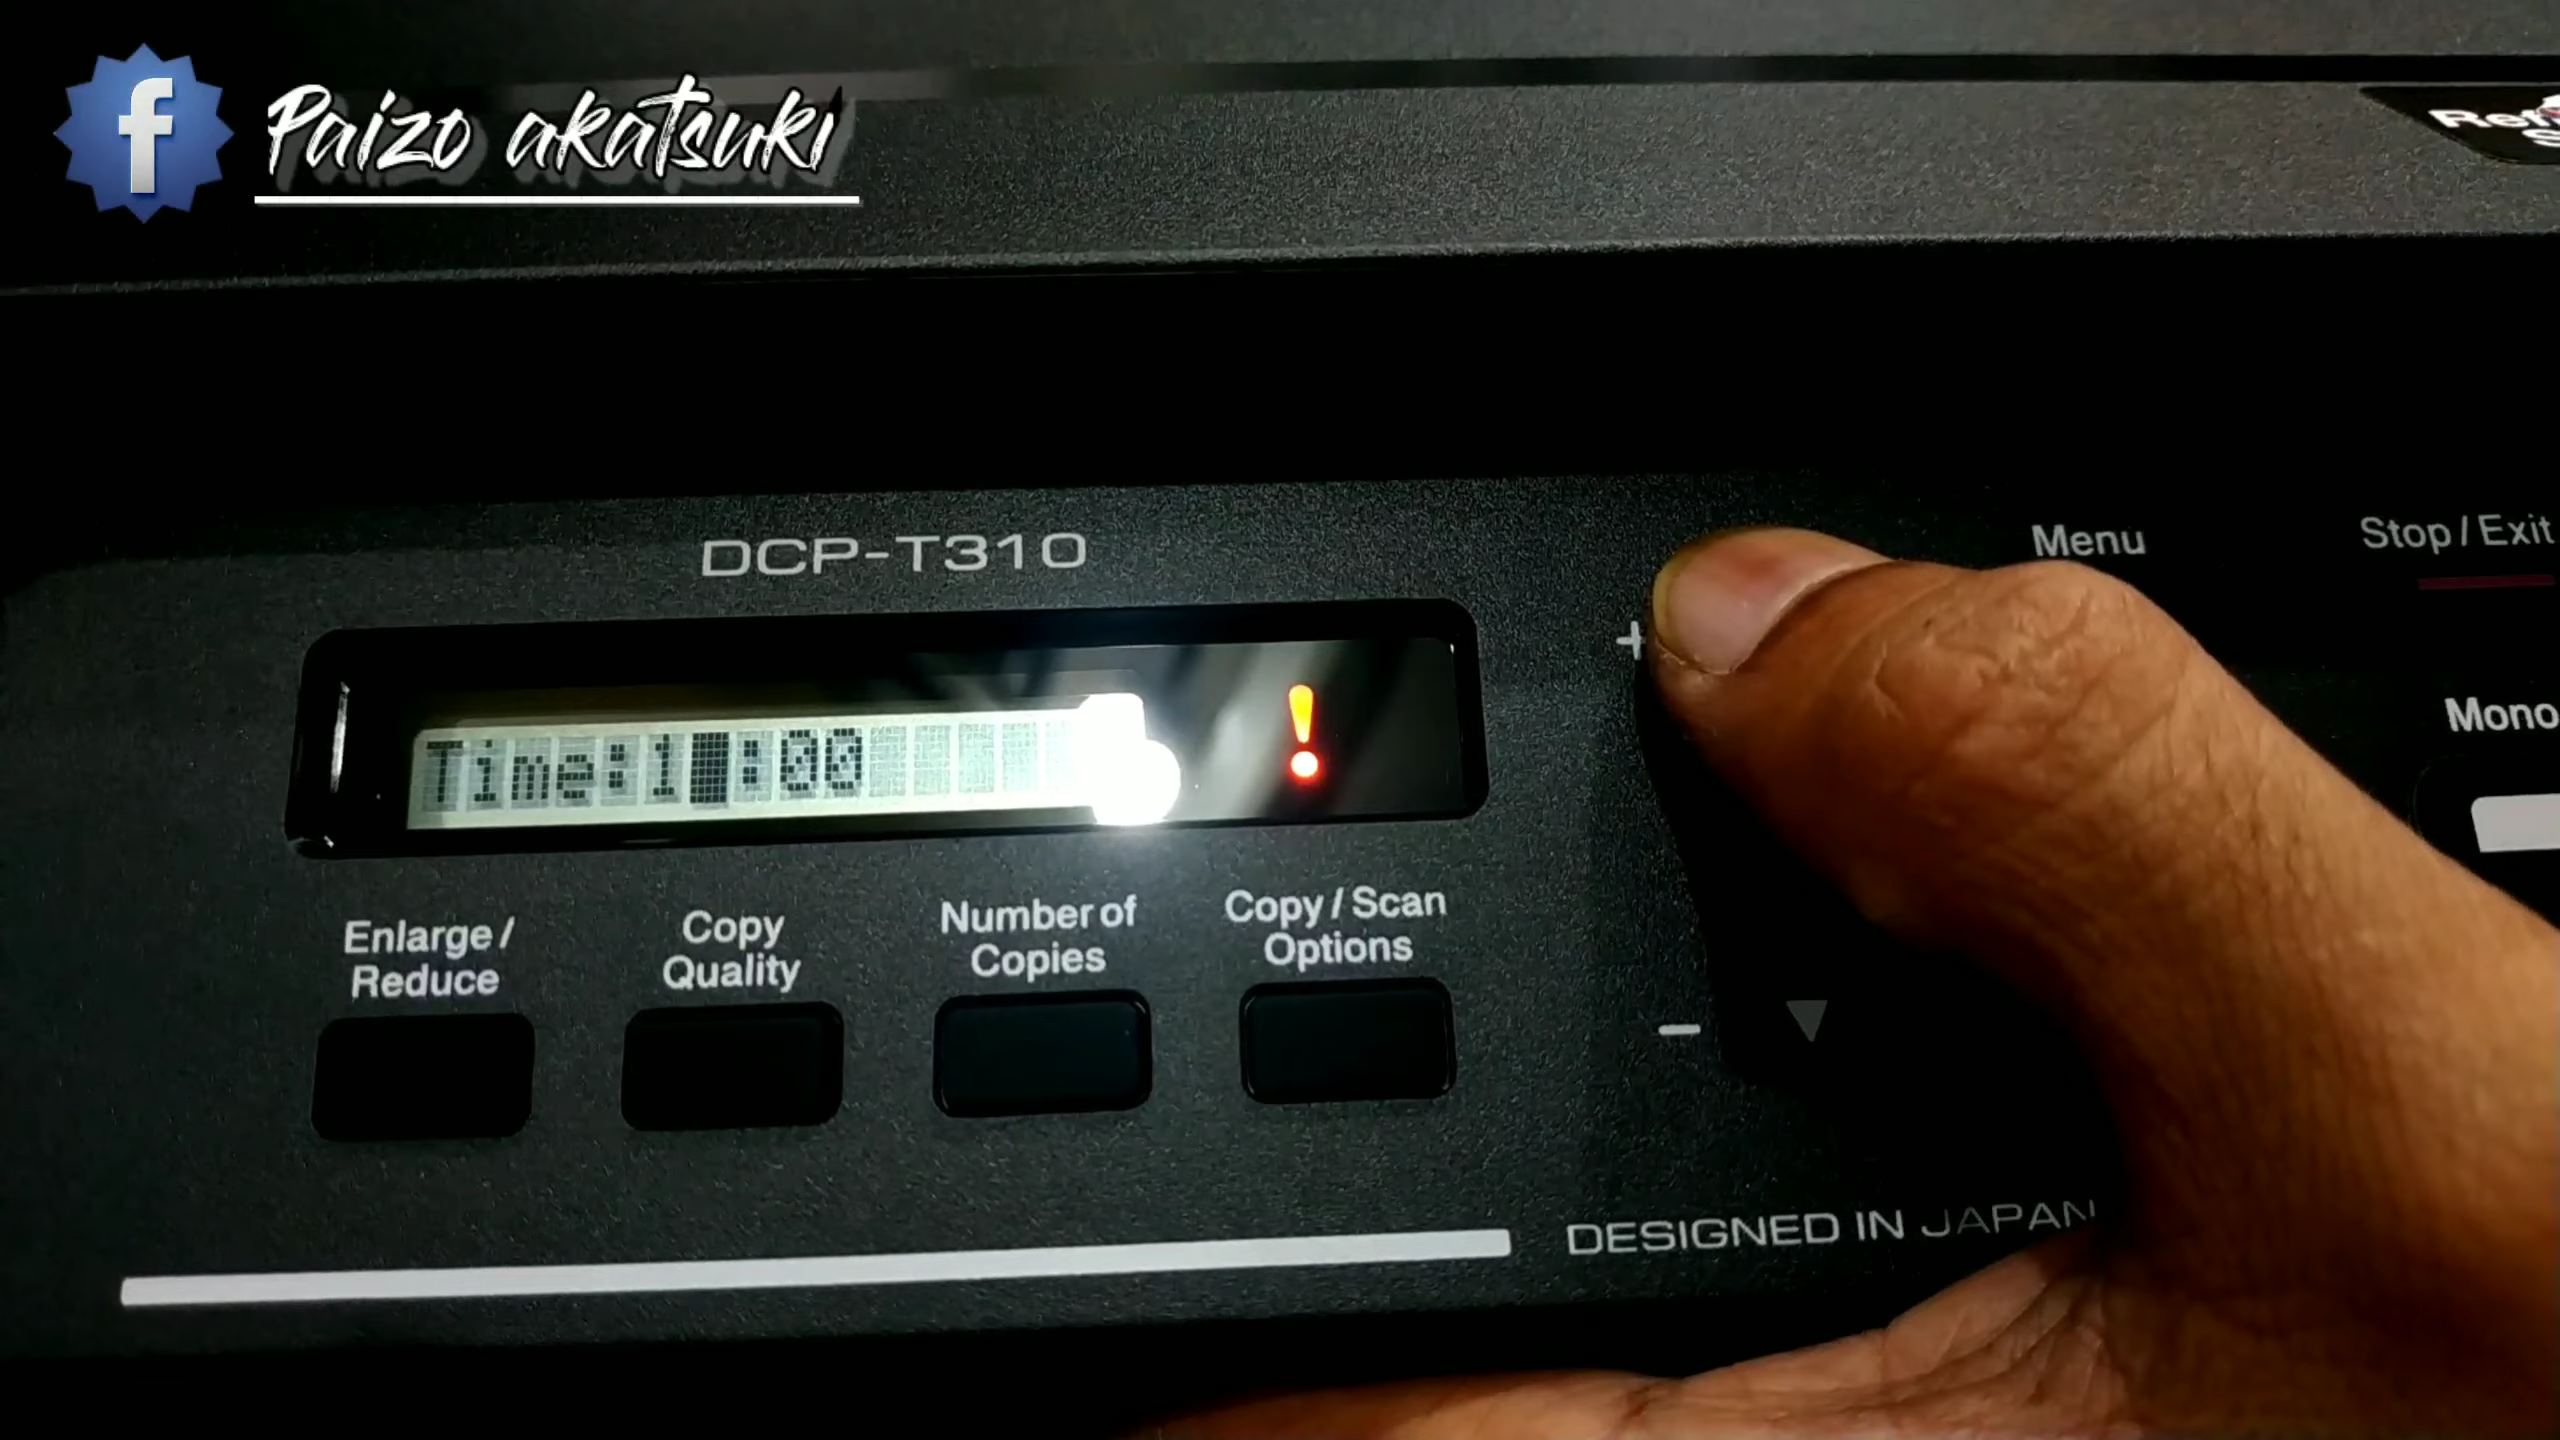 f Paizo akatsuki
DCP-T310
Menu
Stop / Exit
+
Mono
Time:1 :00
!
Enlarge /
Reduce
Copy
Quality
Number of
Copies
Copy / Scan
Options
−
DESIGNED IN JAPAN